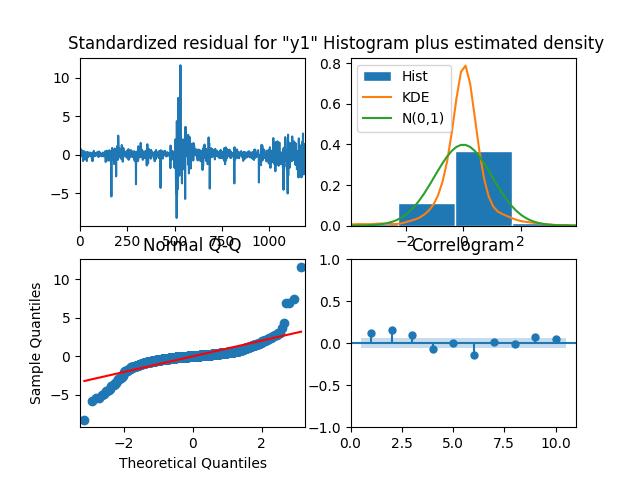 Standardized residual for "y1" Histogram plus estimated density
10
5
0
−5
0 250 500 750 1000
0.8
0.6
0.4
0.2
0.0
−2 0 2
Hist
KDE
N(0,1)
Normal Q-Q
Correlogram
Sample Quantiles
10
5
0
−5
−2 0 2
Theoretical Quantiles
1.0
0.5
0.0
−0.5
−1.0
0.0 2.5 5.0 7.5 10.0